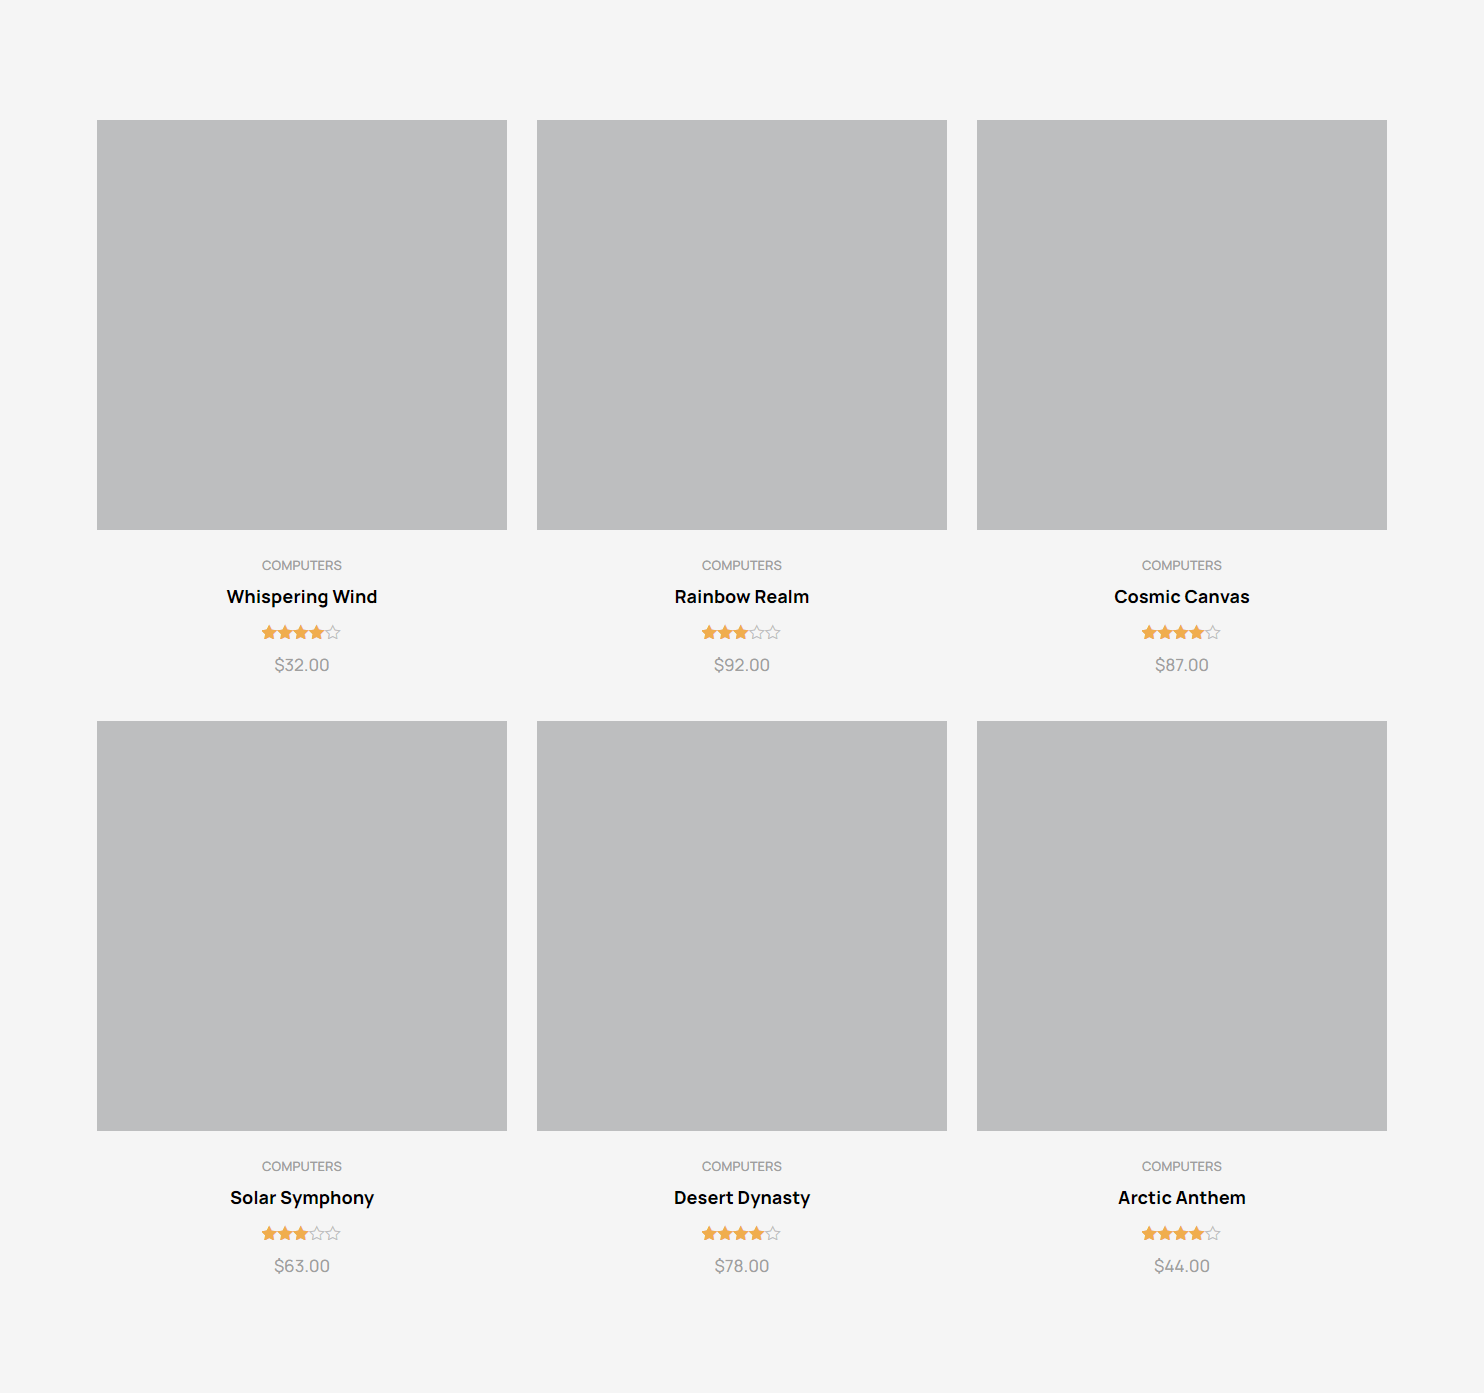 COMPUTERS
Whispering Wind
$32.00
COMPUTERS
Rainbow Realm
$92.00
COMPUTERS
Cosmic Canvas
$87.00
COMPUTERS
Solar Symphony
$63.00
COMPUTERS
Desert Dynasty
$78.00
COMPUTERS
Arctic Anthem
$44.00